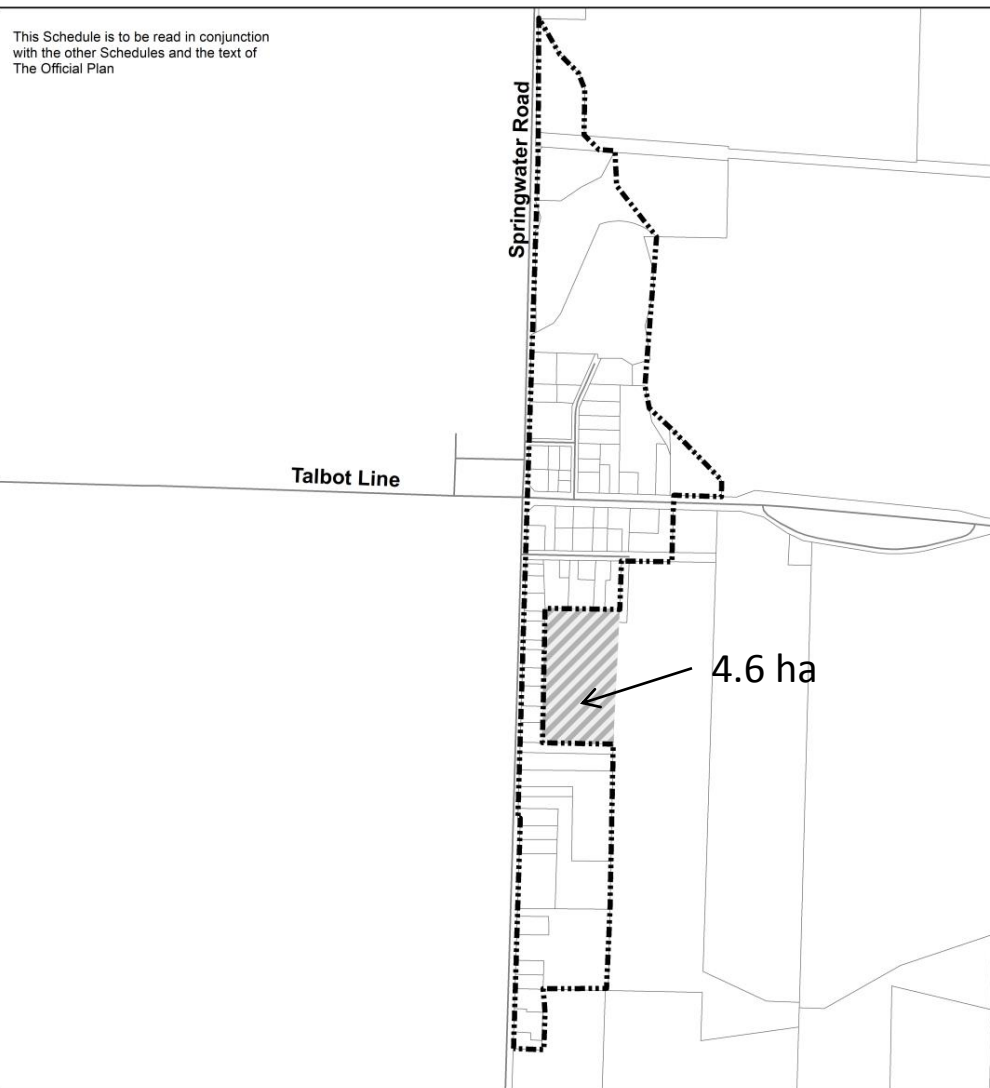 This Schedule is to be read in conjunction
with the other Schedules and the text of
The Official Plan
Springwater Road
Talbot Line
4.6 ha